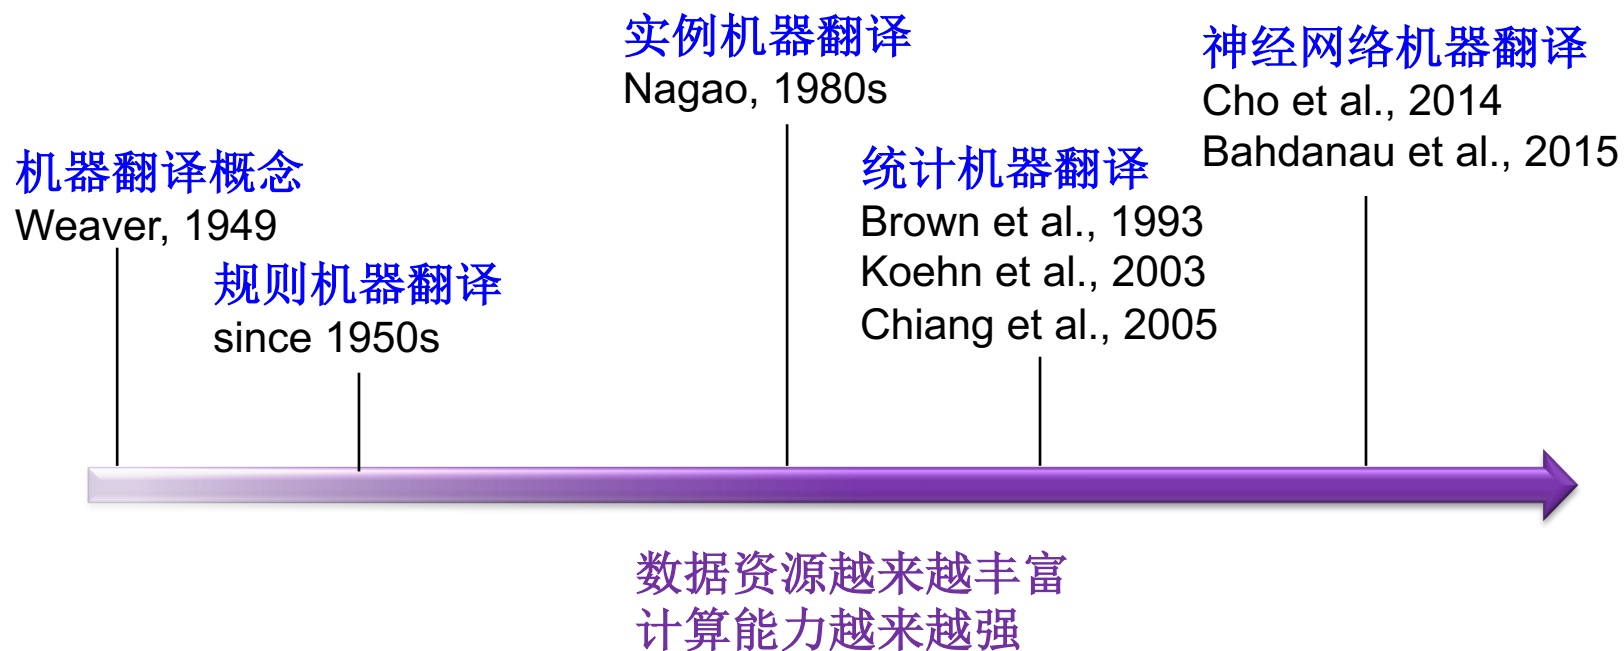 机器翻译概念
Weaver, 1949
规则机器翻译
since 1950s
实例机器翻译
Nagao, 1980s
统计机器翻译
Brown et al., 1993
Koehn et al., 2003
Chiang et al., 2005
神经网络机器翻译
Cho et al., 2014
Bahdanau et al., 2015
数据资源越来越丰富
计算能力越来越强